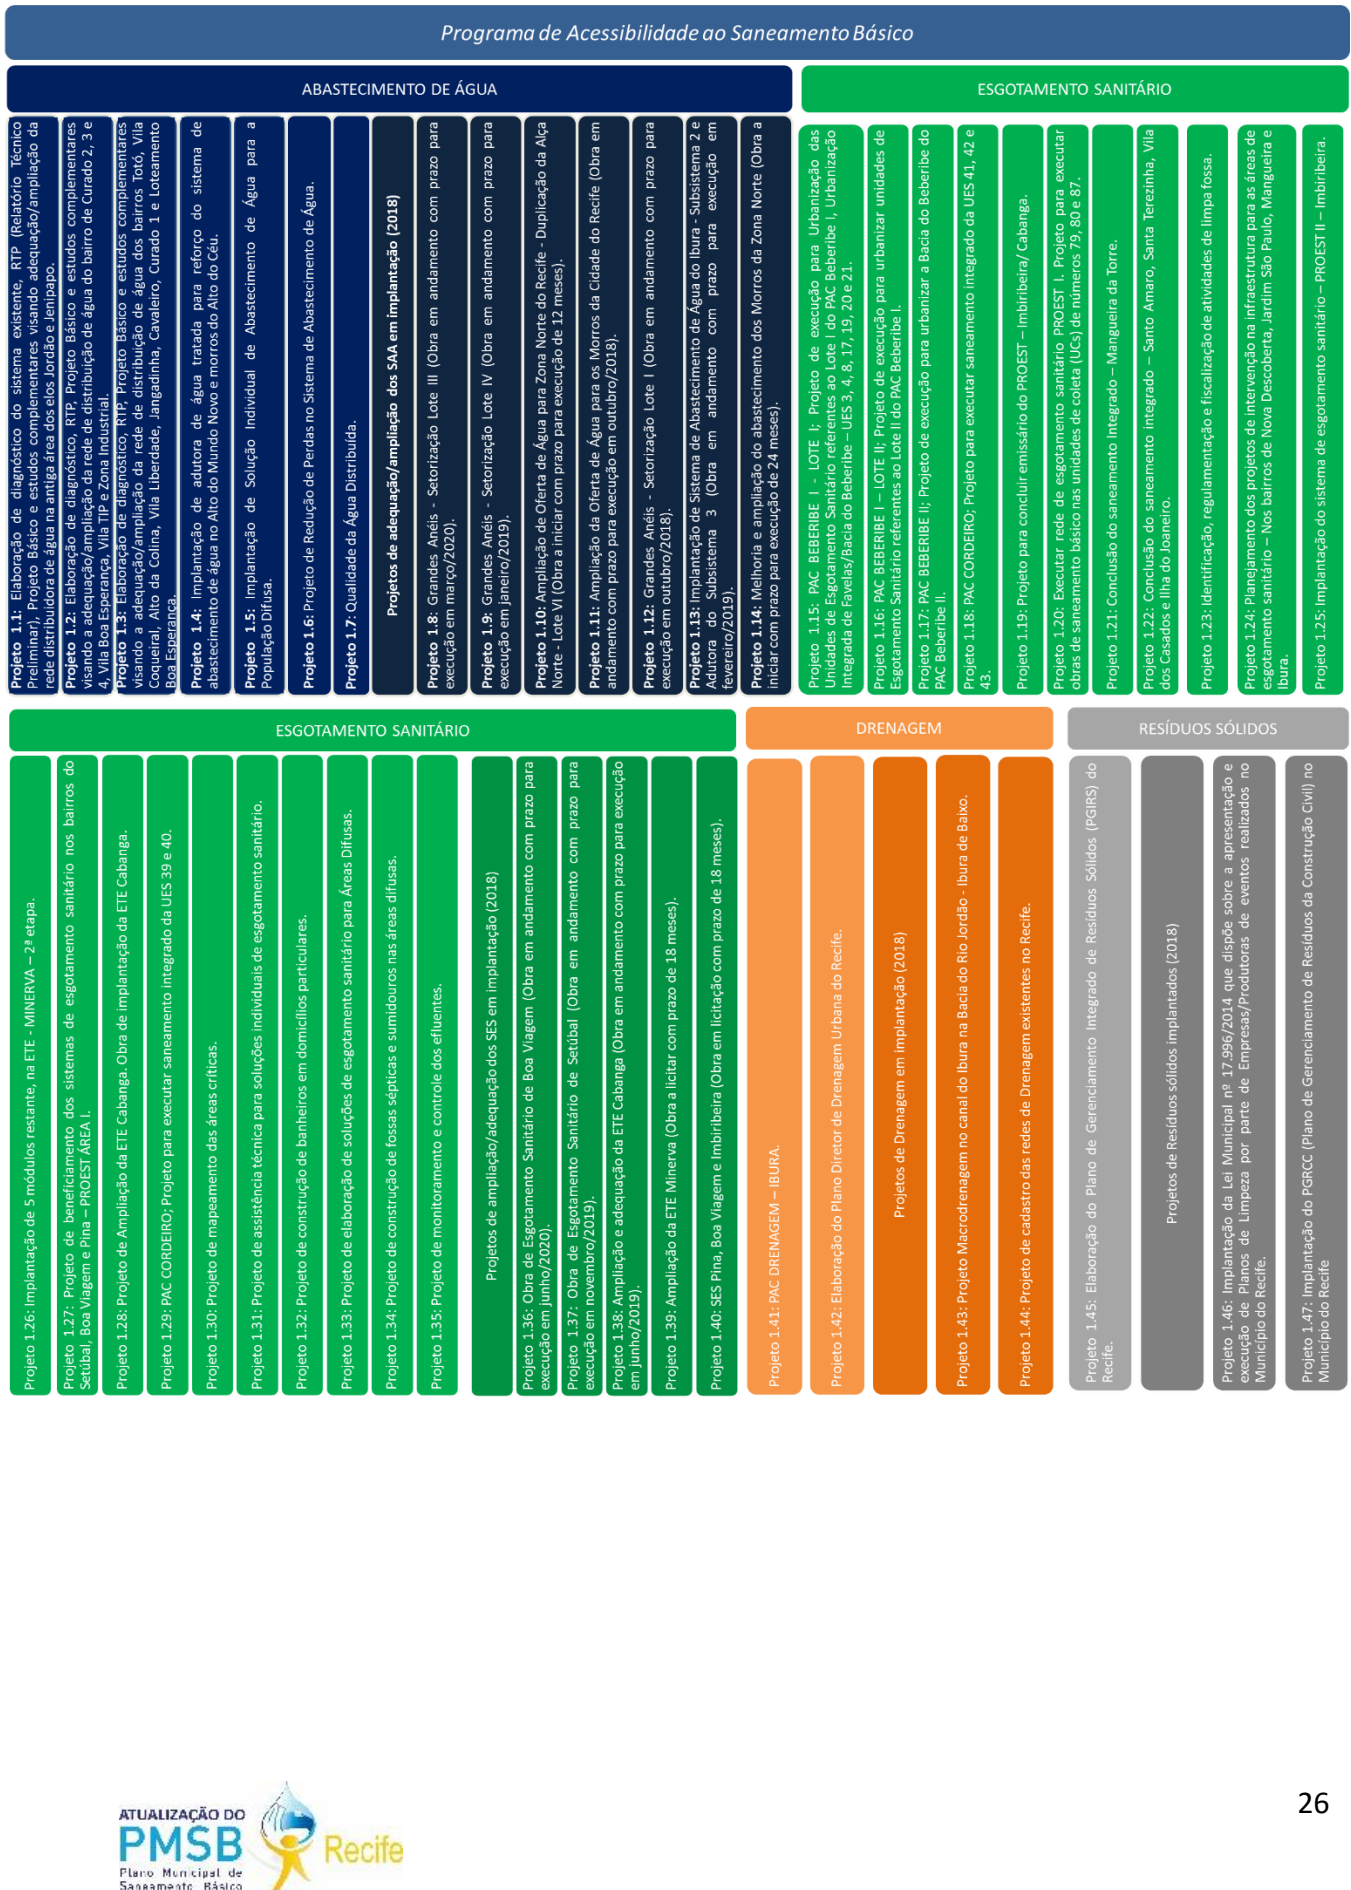 Programa de Acessibilidade ao Saneamento Básico
ABASTECIMENTO DE ÁGUA
Projeto 1.1: Elaboração de diagnóstico do sistema existente, RTP (Relatório Técnico
Preliminar), Projeto Básico e estudos complementares visando adequação/ampliação da
rede distribuidora de água na antiga área dos elos Jordão e Jenipapo.
Projeto 1.2: Elaboração de diagnóstico, RTP, Projeto Básico e estudos complementares
visando a adequação/ampliação da rede de distribuição de água do bairro de Curado 2, 3 e
4, Vila Boa Esperança, Vila TIP e Zona Industrial.
Projeto 1.3: Elaboração de diagnóstico, RTP, Projeto Básico e estudos complementares
visando a adequação/ampliação da rede de distribuição de água dos bairros Totó, Vila
Coqueiral, Alto da Colina, Vila Liberdade, Jangadinha, Cavaleiro, Curado 1 e Loteamento
Boa Esperança.
Projeto 1.4: Implantação de adutora de água tratada para reforço do sistema de
abastecimento de água no Alto do Mundo Novo e morros do Alto do Céu.
Projeto 1.5: Implantação de Solução Individual de Abastecimento de Água para a
População Difusa.
Projeto 1.6: Projeto de Redução de Perdas no Sistema de Abastecimento de Água.
Projeto 1.7: Qualidade da Água Distribuída.
Projetos de adequação/ampliação dos SAA em implantação (2018)
Projeto 1.8: Grandes Anéis - Setorização Lote III (Obra em andamento com prazo para
execução em março/2020).
Projeto 1.9: Grandes Anéis - Setorização Lote IV (Obra em andamento com prazo para
execução em janeiro/2019).
Projeto 1.10: Ampliação de Oferta de Água para Zona Norte do Recife - Duplicação da Alça
Norte - Lote VI (Obra a iniciar com prazo para execução de 12 meses).
Projeto 1.11: Ampliação da Oferta de Água para os Morros da Cidade do Recife (Obra em
andamento com prazo para execução em outubro/2018).
Projeto 1.12: Grandes Anéis - Setorização Lote I (Obra em andamento com prazo para
execução em outubro/2018).
Projeto 1.13: Implantação de Sistema de Abastecimento de Água do Ibura - Subsistema 2 e
Adutora do Subsistema 3 (Obra em andamento com prazo para execução em
fevereiro/2019).
Projeto 1.14: Melhoria e ampliação do abastecimento dos Morros da Zona Norte (Obra a
iniciar com prazo para execução de 24 meses).
ESGOTAMENTO SANITÁRIO
Projeto 1.15: PAC BEBERIBE I - LOTE I; Projeto de execução para Urbanização das
Unidades de Esgotamento Sanitário referentes ao Lote I do PAC Beberibe I, Urbanização
Integrada de Favelas/Bacia do Beberibe – UES 3, 4, 8, 17, 19, 20 e 21.
Projeto 1.16: PAC BEBERIBE I – LOTE II; Projeto de execução para urbanizar unidades de
Esgotamento Sanitário referentes ao Lote II do PAC Beberibe I.
Projeto 1.17: PAC BEBERIBE II; Projeto de execução para urbanizar a Bacia do Beberibe do
PAC Beberibe II.
Projeto 1.18: PAC CORDEIRO; Projeto para executar saneamento integrado da UES 41, 42 e
43.
Projeto 1.19: Projeto para concluir emissário do PROEST – Imbiribeira/ Cabanga.
Projeto 1.20: Executar rede de esgotamento sanitário PROEST I. Projeto para executar
obras de saneamento básico nas unidades de coleta (UCs) de números 79, 80 e 87.
Projeto 1.21: Conclusão do saneamento Integrado – Mangueira da Torre.
Projeto 1.22: Conclusão do saneamento integrado – Santo Amaro, Santa Terezinha, Vila
dos Casados e Ilha do Joaneiro.
Projeto 1.23: Identificação, regulamentação e fiscalização de atividades de limpa fossa.
Projeto 1.24: Planejamento dos projetos de intervenção na infraestrutura para as áreas de
esgotamento sanitário – Nos bairros de Nova Descoberta, Jardim São Paulo, Mangueira e
Ibura.
Projeto 1.25: Implantação do sistema de esgotamento sanitário – PROEST II – Imbiribeira.
ESGOTAMENTO SANITÁRIO
Projeto 1.26: Implantação de 5 módulos restante, na ETE - MINERVA – 2ª etapa.
Projeto 1.27: Projeto de beneficiamento dos sistemas de esgotamento sanitário nos bairros do
Setúbal, Boa Viagem e Pina – PROEST ÁREA I.
Projeto 1.28: Projeto de Ampliação da ETE Cabanga. Obra de implantação da ETE Cabanga.
Projeto 1.29: PAC CORDEIRO; Projeto para executar saneamento integrado da UES 39 e 40.
Projeto 1.30: Projeto de mapeamento das áreas críticas.
Projeto 1.31: Projeto de assistência técnica para soluções individuais de esgotamento sanitário.
Projeto 1.32: Projeto de construção de banheiros em domicílios particulares.
Projeto 1.33: Projeto de elaboração de soluções de esgotamento sanitário para Áreas Difusas.
Projeto 1.34: Projeto de construção de fossas sépticas e sumidouros nas áreas difusas.
Projeto 1.35: Projeto de monitoramento e controle dos efluentes.
Projetos de ampliação/adequação dos SES em implantação (2018)
Projeto 1.36: Obra de Esgotamento Sanitário de Boa Viagem (Obra em andamento com prazo para
execução em junho/2020).
Projeto 1.37: Obra de Esgotamento Sanitário de Setúbal (Obra em andamento com prazo para
execução em novembro/2019).
Projeto 1.38: Ampliação e adequação da ETE Cabanga (Obra em andamento com prazo para execução
em junho/2019).
Projeto 1.39: Ampliação da ETE Minerva (Obra a licitar com prazo de 18 meses).
Projeto 1.40: SES Pina, Boa Viagem e Imbiribeira (Obra em licitação com prazo de 18 meses).
DRENAGEM
Projeto 1.41: PAC DRENAGEM – IBURA.
Projeto 1.42: Elaboração do Plano Diretor de Drenagem Urbana do Recife.
Projetos de Drenagem em implantação (2018)
Projeto 1.43: Projeto Macrodrenagem no canal do Ibura na Bacia do Rio Jordão - Ibura de Baixo.
Projeto 1.44: Projeto de cadastro das redes de Drenagem existentes no Recife.
RESÍDUOS SÓLIDOS
Projeto 1.45: Elaboração do Plano de Gerenciamento Integrado de Resíduos Sólidos (PGIRS) do
Recife.
Projetos de Resíduos sólidos implantados (2018)
Projeto 1.46: Implantação da Lei Municipal nº 17.996/2014 que dispõe sobre a apresentação e
execução de Planos de Limpeza por parte de Empresas/Produtoras de eventos realizados no
Município do Recife.
Projeto 1.47: Implantação do PGRCC (Plano de Gerenciamento de Resíduos da Construção Civil) no
Município do Recife
26
ATUALIZAÇÃO DO
PMSB
Recife
Plano Municipal de
Saneamento Básico